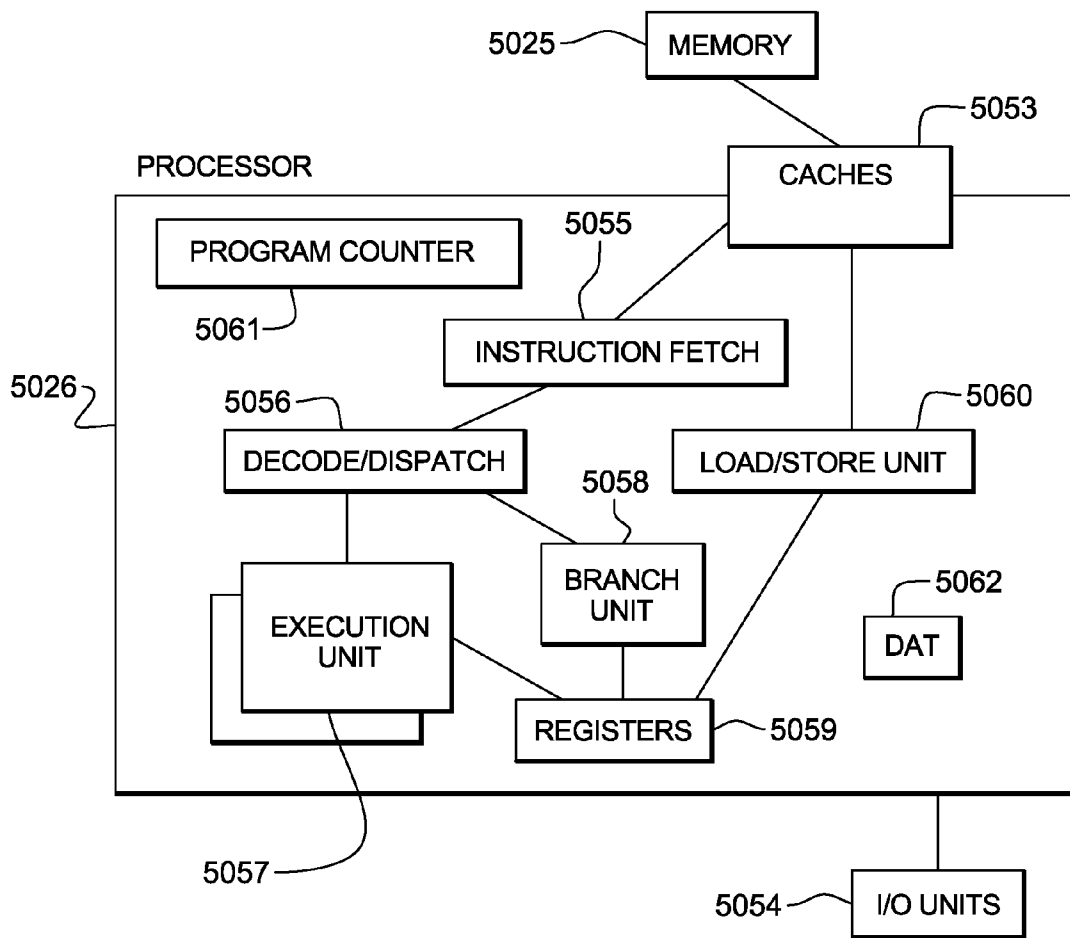 5025
MEMORY
5053
PROCESSOR
CACHES
PROGRAM COUNTER
5055
5061
INSTRUCTION FETCH
5026
5056
5060
DECODE/DISPATCH
LOAD/STORE UNIT
5058
BRANCH
UNIT
5062
EXECUTION
UNIT
DAT
REGISTERS
5059
5057
5054
I/O UNITS